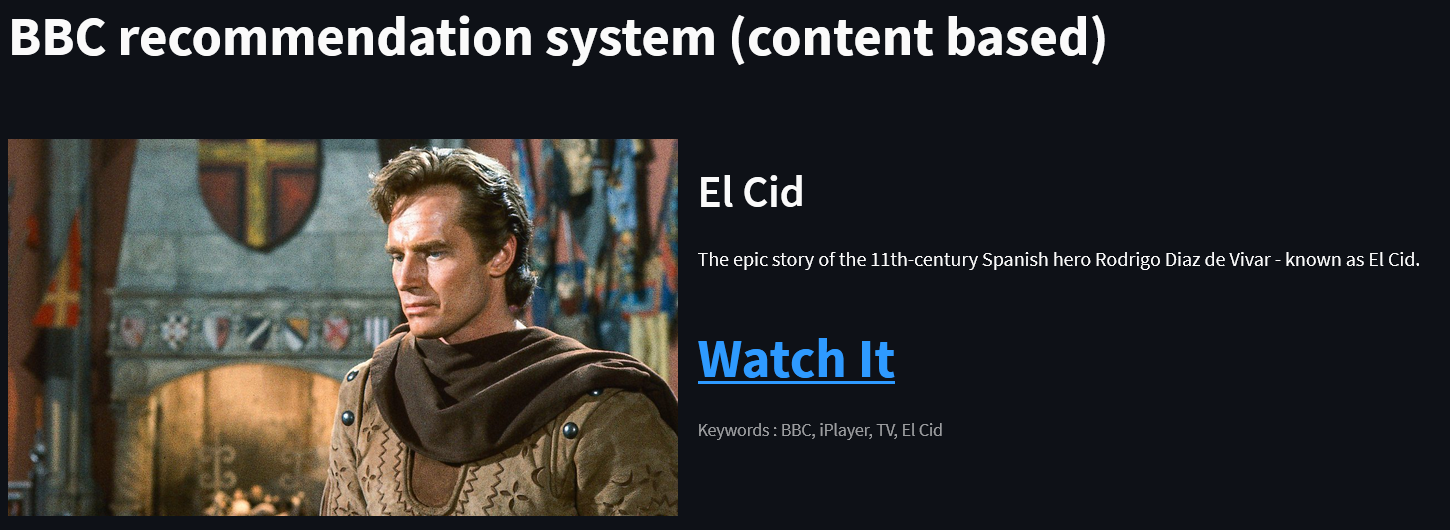 BBC recommendation system (content based)
El Cid
The epic story of the 11th-century Spanish hero Rodrigo Diaz de Vivar - known as El Cid.
Watch It
Keywords : BBC, iPlayer, TV, El Cid